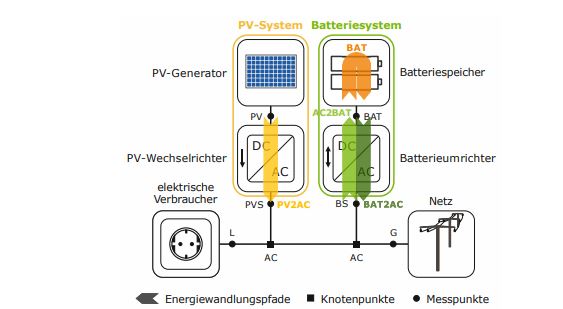 PV-System
Batteriesystem
BAT
PV-Generator
Batteriespeicher
PV
AC2BAT
BAT
DC
AC
DC
AC
PV-Wechselrichter
Batterieumrichter
elektrische
Verbraucher
PVS
PV2AC
BS
BAT2AC
Netz
L
G
AC
AC
Energiewandlungspfade
Knotenpunkte
Messpunkte